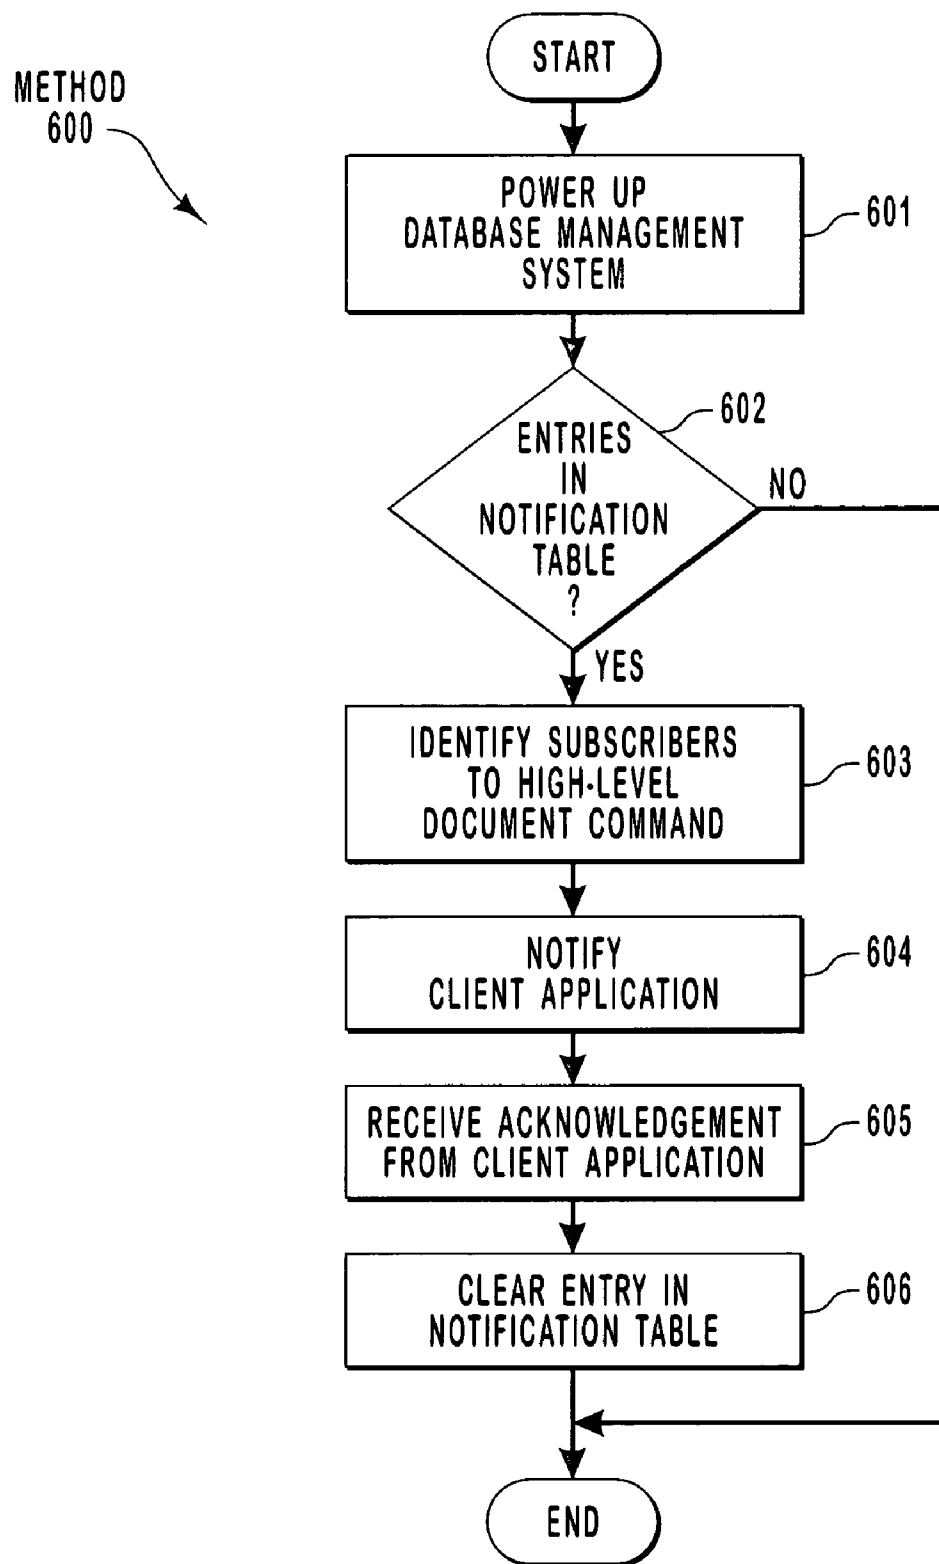 START
METHOD
600
POWER UP
DATABASE MANAGEMENT
SYSTEM
601
602
ENTRIES
IN
NOTIFICATION
TABLE
?
NO
YES
IDENTIFY SUBSCRIBERS
TO HIGH-LEVEL
DOCUMENT COMMAND
603
NOTIFY
CLIENT APPLICATION
604
RECEIVE ACKNOWLEDGEMENT
FROM CLIENT APPLICATION
605
CLEAR ENTRY IN
NOTIFICATION TABLE
606
END